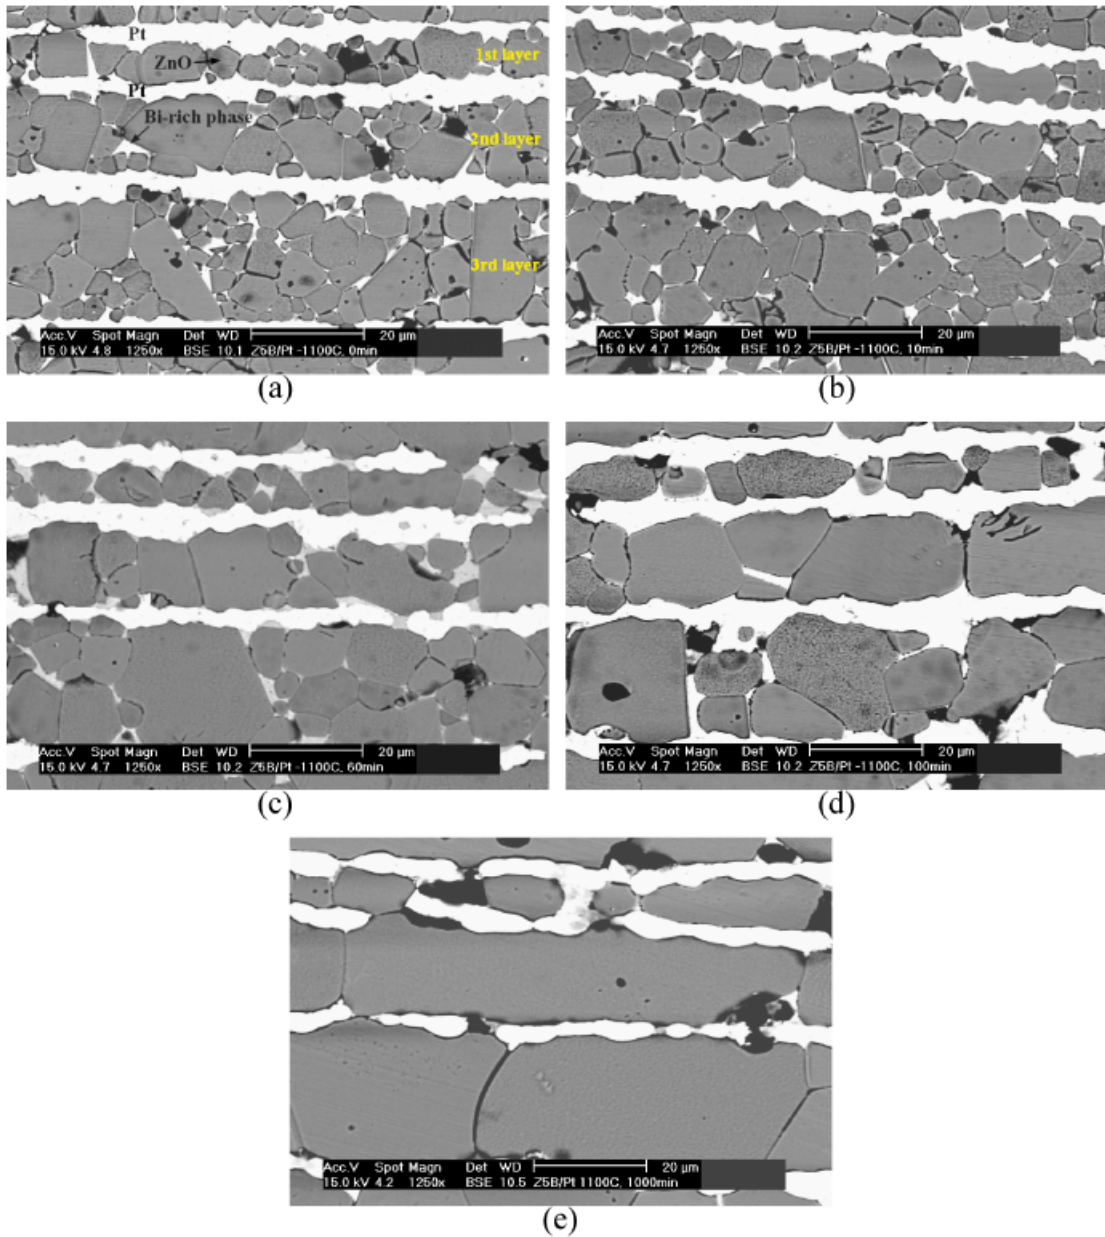 Pt
1st layer
ZnO
Pt
Bi-rich phase
2nd layer
3rd layer
Acc.V Spot Magn Det WD 20 μm
15.0 kV 4.8 1250x BSE 10.1 Z5B/Pt -1100C, 0min
(a)
Acc.V Spot Magn Det WD 20 μm
15.0 kV 4.7 1250x BSE 10.2 Z5B/Pt -1100C, 10min
(b)
Acc.V Spot Magn Det WD 20 μm
15.0 kV 4.7 1250x BSE 10.2 Z5B/Pt -1100C, 60min
(c)
Acc.V Spot Magn Det WD 20 μm
15.0 kV 4.7 1250x BSE 10.2 Z5B/Pt -1100C, 100min
(d)
Acc.V Spot Magn Det WD 20 μm
15.0 kV 4.2 1250x BSE 10.5 Z5B/Pt 1100C, 1000min
(e)